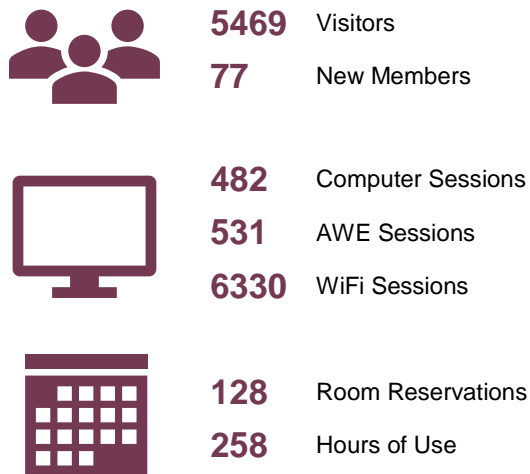 5469 Visitors
77 New Members
482 Computer Sessions
531 AWE Sessions
6330 WiFi Sessions
128 Room Reservations
258 Hours of Use